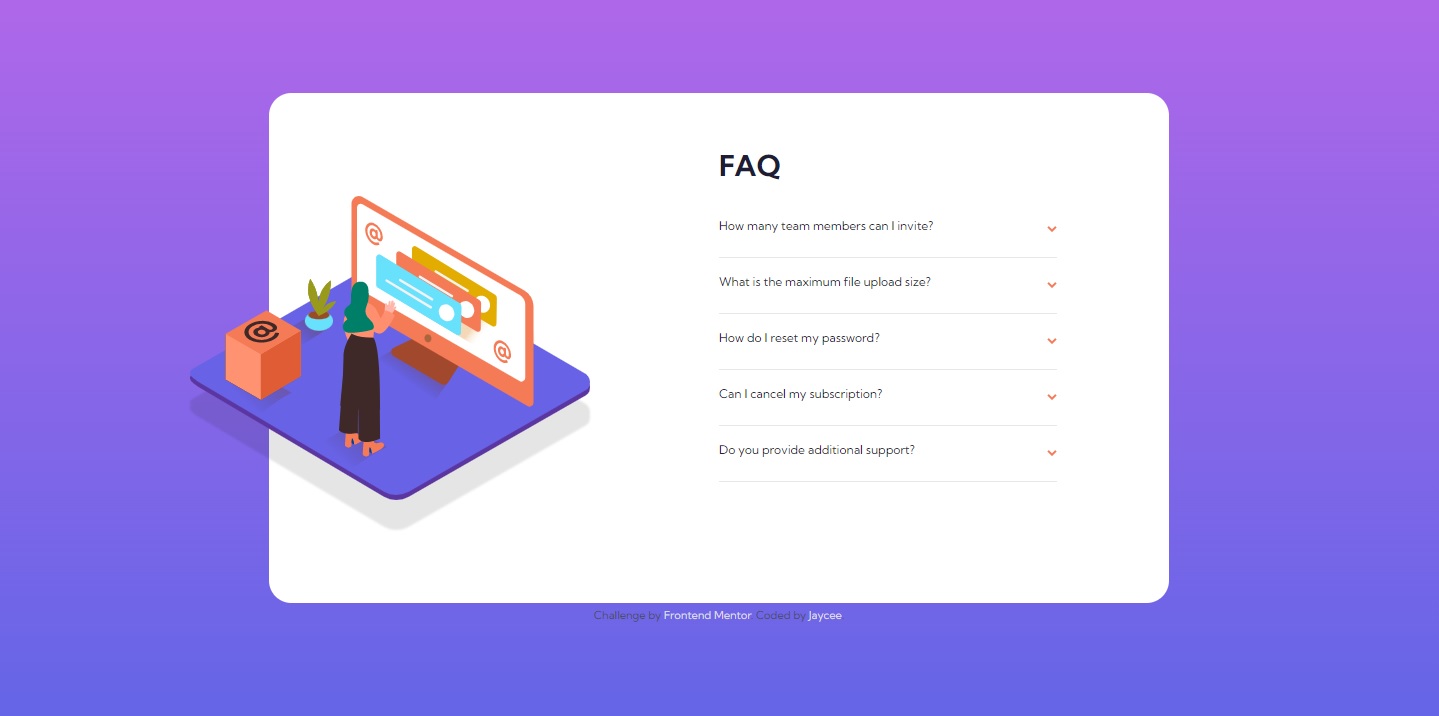 FAQ
How many team members can I invite?
What is the maximum file upload size?
How do I reset my password?
Can I cancel my subscription?
Do you provide additional support?
@
@
@
Challenge by Frontend Mentor Coded by Jaycee